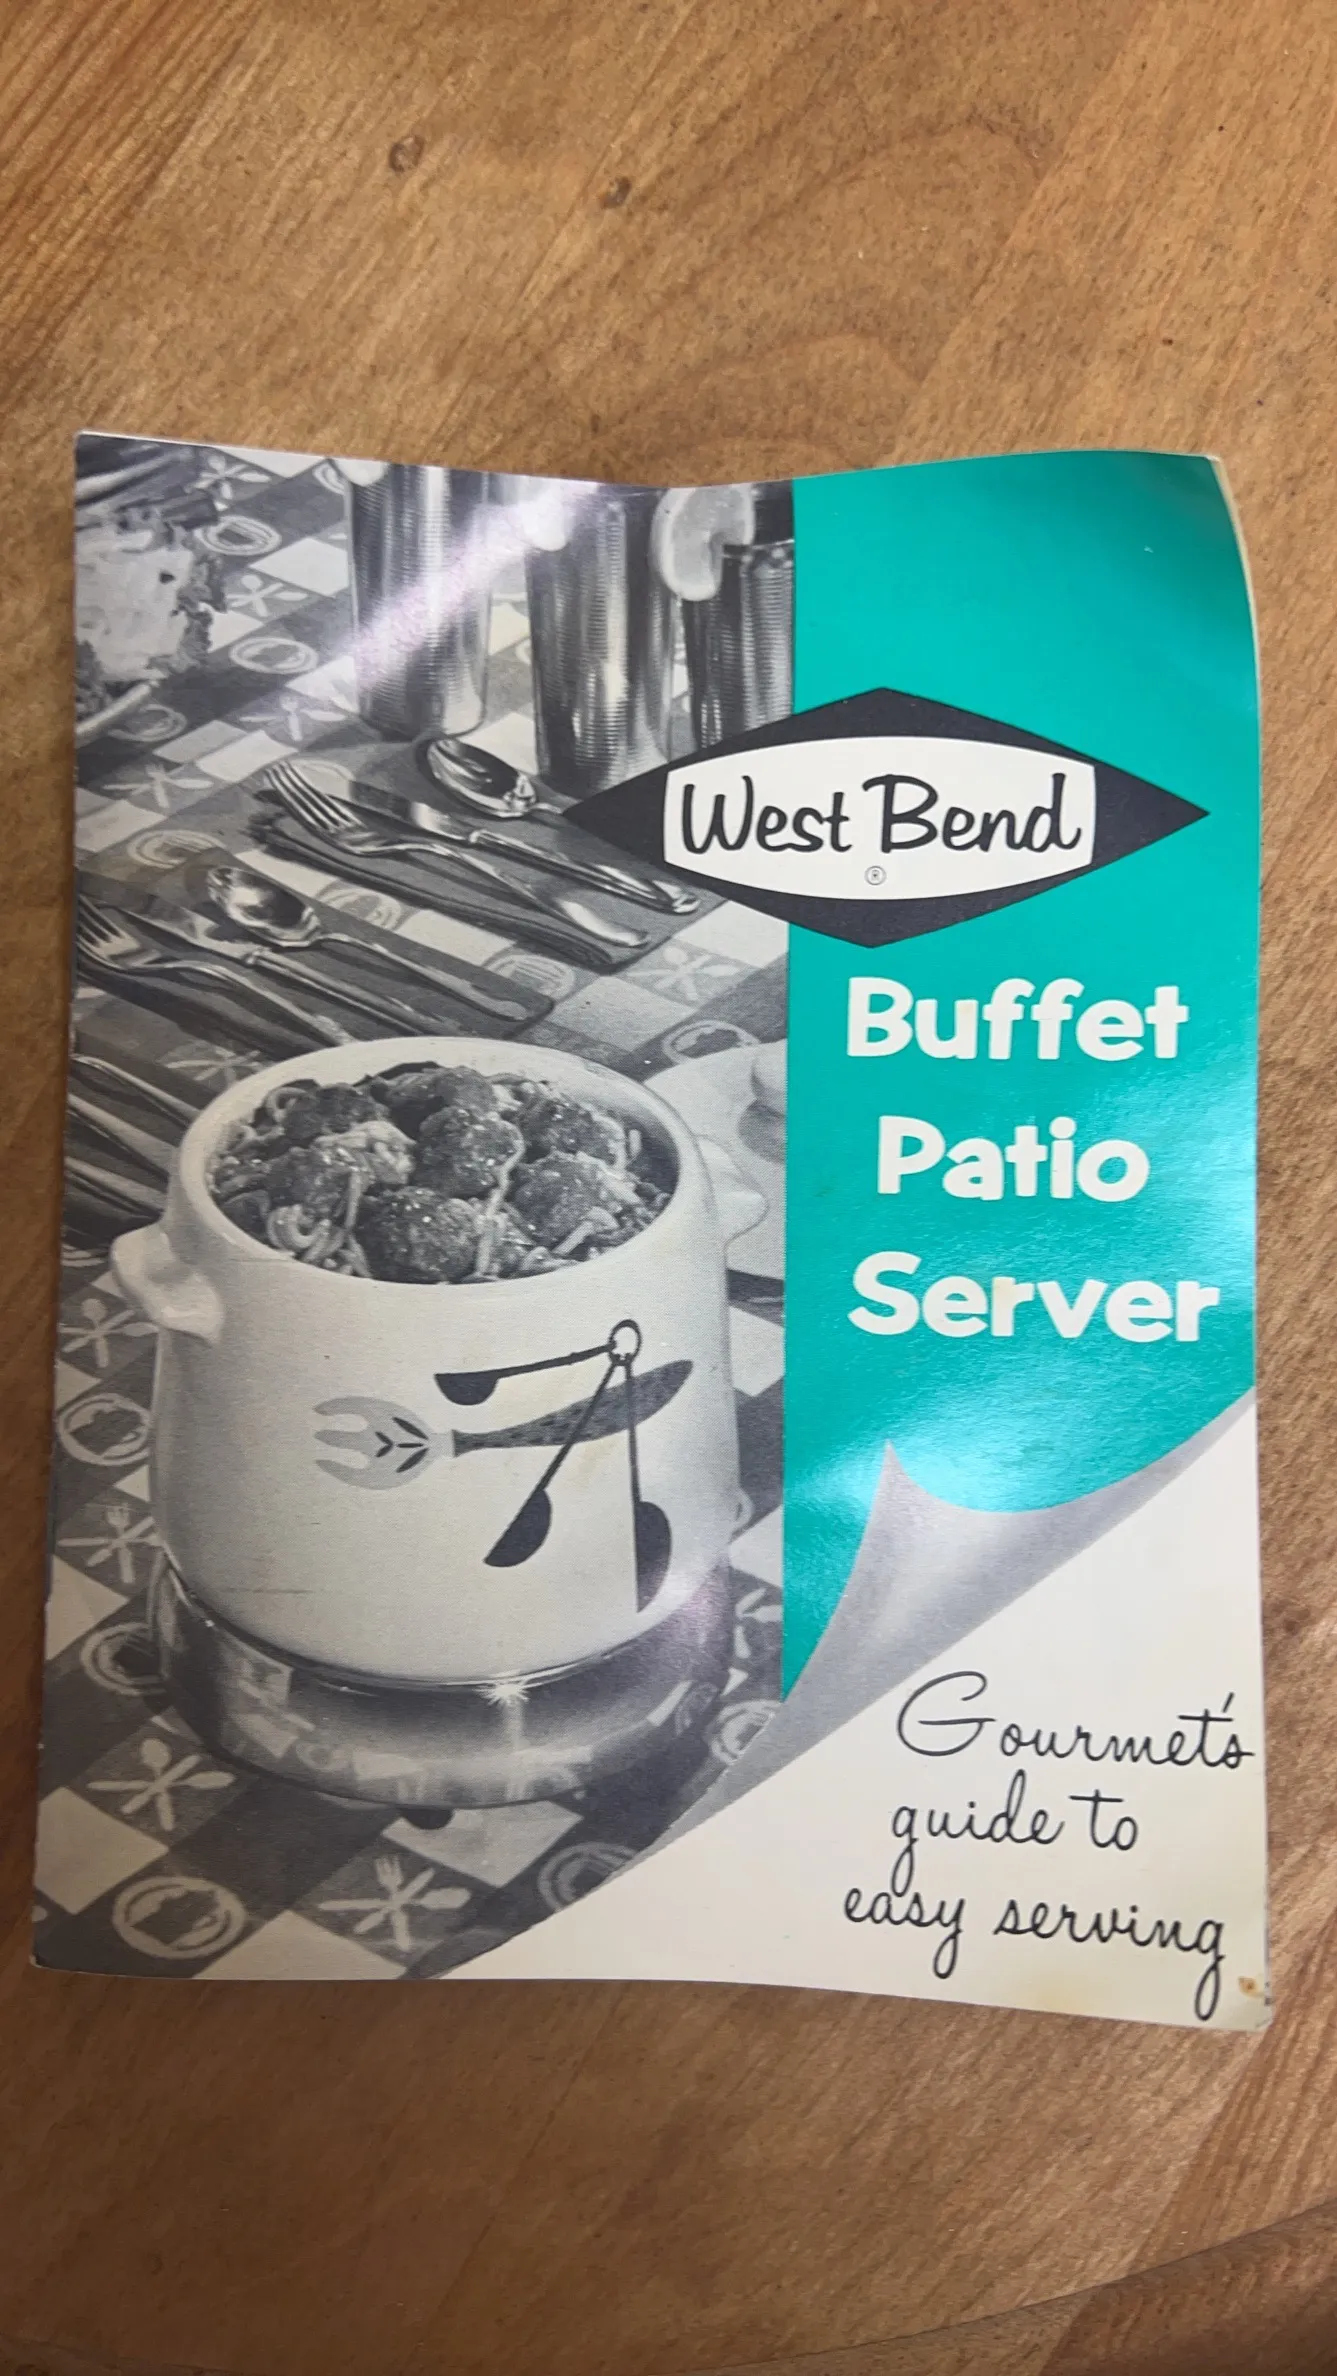 West Bend
®
Buffet
Patio
Server
Gourmet's
guide to
easy serving